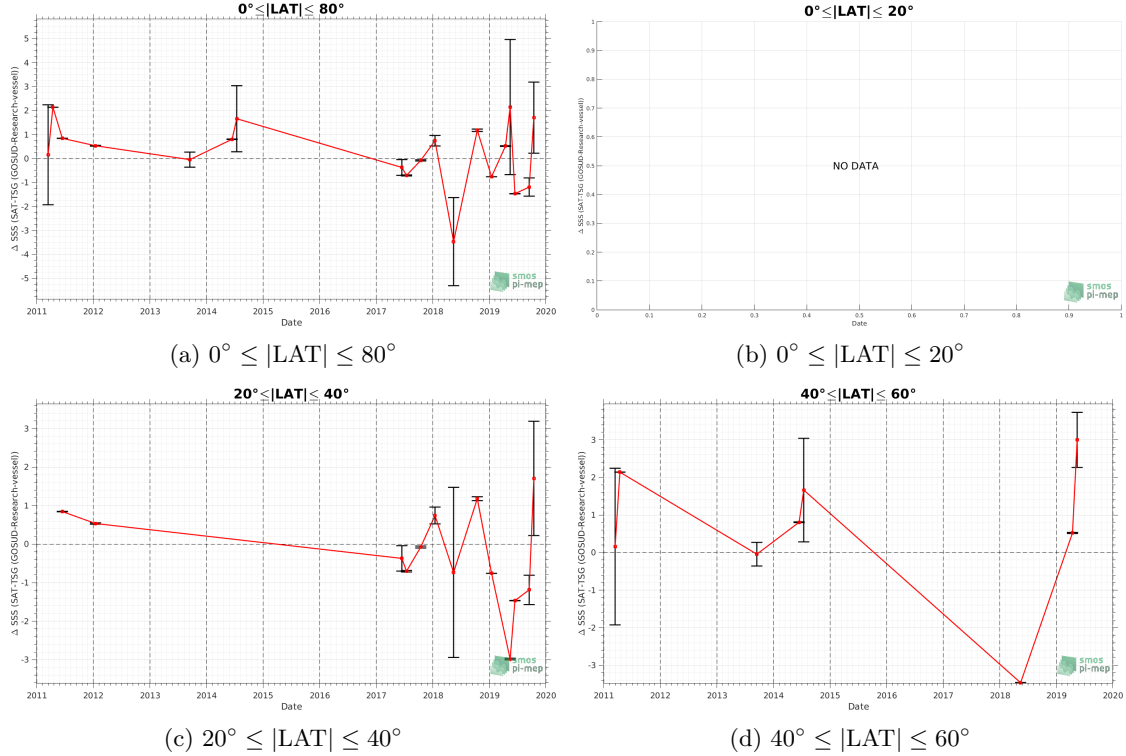 0°≤|LAT|≤ 80°
Δ SSS (SAT-TSG (GOSUD-Research-vessel))
5
4
3
2
1
0
-1
-2
-3
-4
-5
2011 2012 2013 2014 2015 2016 2017 2018 2019 2020
Date
smos
pi-mep
(a) 0° ≤ |LAT| ≤ 80°
0°≤|LAT|≤ 20°
Δ SSS (SAT-TSG (GOSUD-Research-vessel))
1
0.9
0.8
0.7
0.6
0.5
0.4
0.3
0.2
0.1
0
NO DATA
0 0.1 0.2 0.3 0.4 0.5 0.6 0.7 0.8 0.9 1
Date
smos
pi-mep
(b) 0° ≤ |LAT| ≤ 20°
20°≤|LAT|≤ 40°
Δ SSS (SAT-TSG (GOSUD-Research-vessel))
3
2
1
0
-1
-2
-3
2011 2012 2013 2014 2015 2016 2017 2018 2019 2020
Date
smos
pi-mep
(c) 20° ≤ |LAT| ≤ 40°
40°≤|LAT|≤ 60°
Δ SSS (SAT-TSG (GOSUD-Research-vessel))
3
2
1
0
-1
-2
-3
2011 2012 2013 2014 2015 2016 2017 2018 2019 2020
Date
smos
pi-mep
(d) 40° ≤ |LAT| ≤ 60°